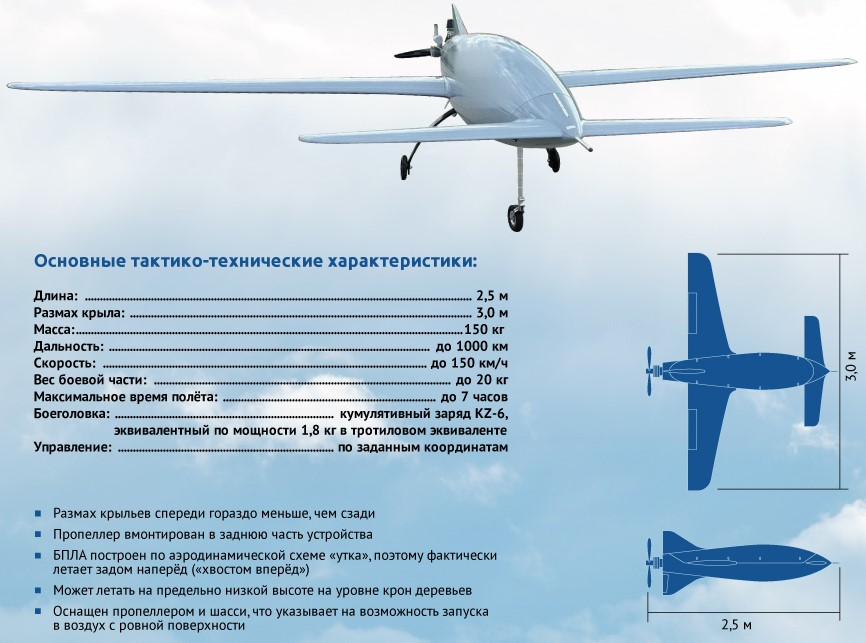 Основные тактико-технические характеристики:
Длина: ........ 2,5 м
Размах крыла: ........ 3,0 м
Масса: ........ 150 кг
Дальность: ........ до 1000 км
Скорость: ........ до 150 км/ч
Вес боевой части: ........ до 20 кг
Максимальное время полёта: ........ до 7 часов
Боеголовка: ........ кумулятивный заряд KZ-6,
эквивалентный по мощности 1,8 кг в тротиловом эквиваленте
Управление: ........ по заданным координатам
3,0 м
Размах крыльев спереди гораздо меньше, чем сзади
Пропеллер вмонтирован в заднюю часть устройства
БПЛА построен по аэродинамической схеме «утка», поэтому фактически
летает задом наперёд («хвостом вперёд»)
Может летать на предельно низкой высоте на уровне крон деревьев
Оснащен пропеллером и шасси, что указывает на возможность запуска
в воздух с ровной поверхности
2,5 м